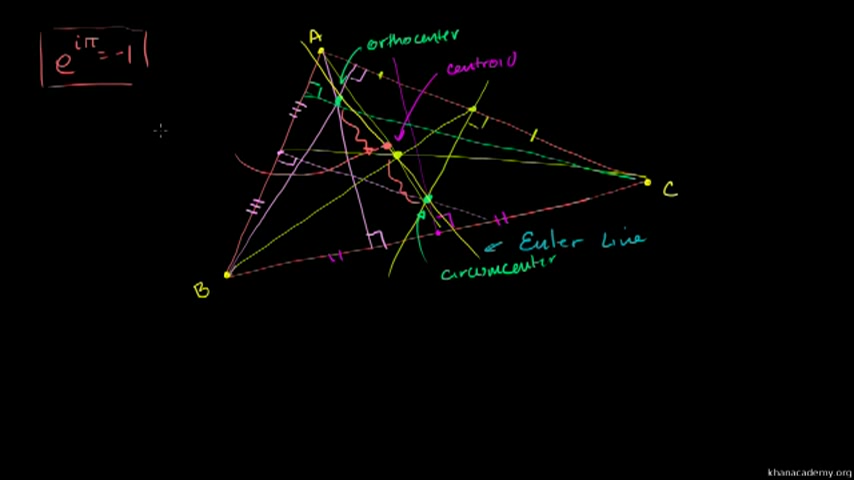 e^iπ = -1
A
orthocenter
centroid
C
Euler Line
circumcenter
B
khanacademy.org